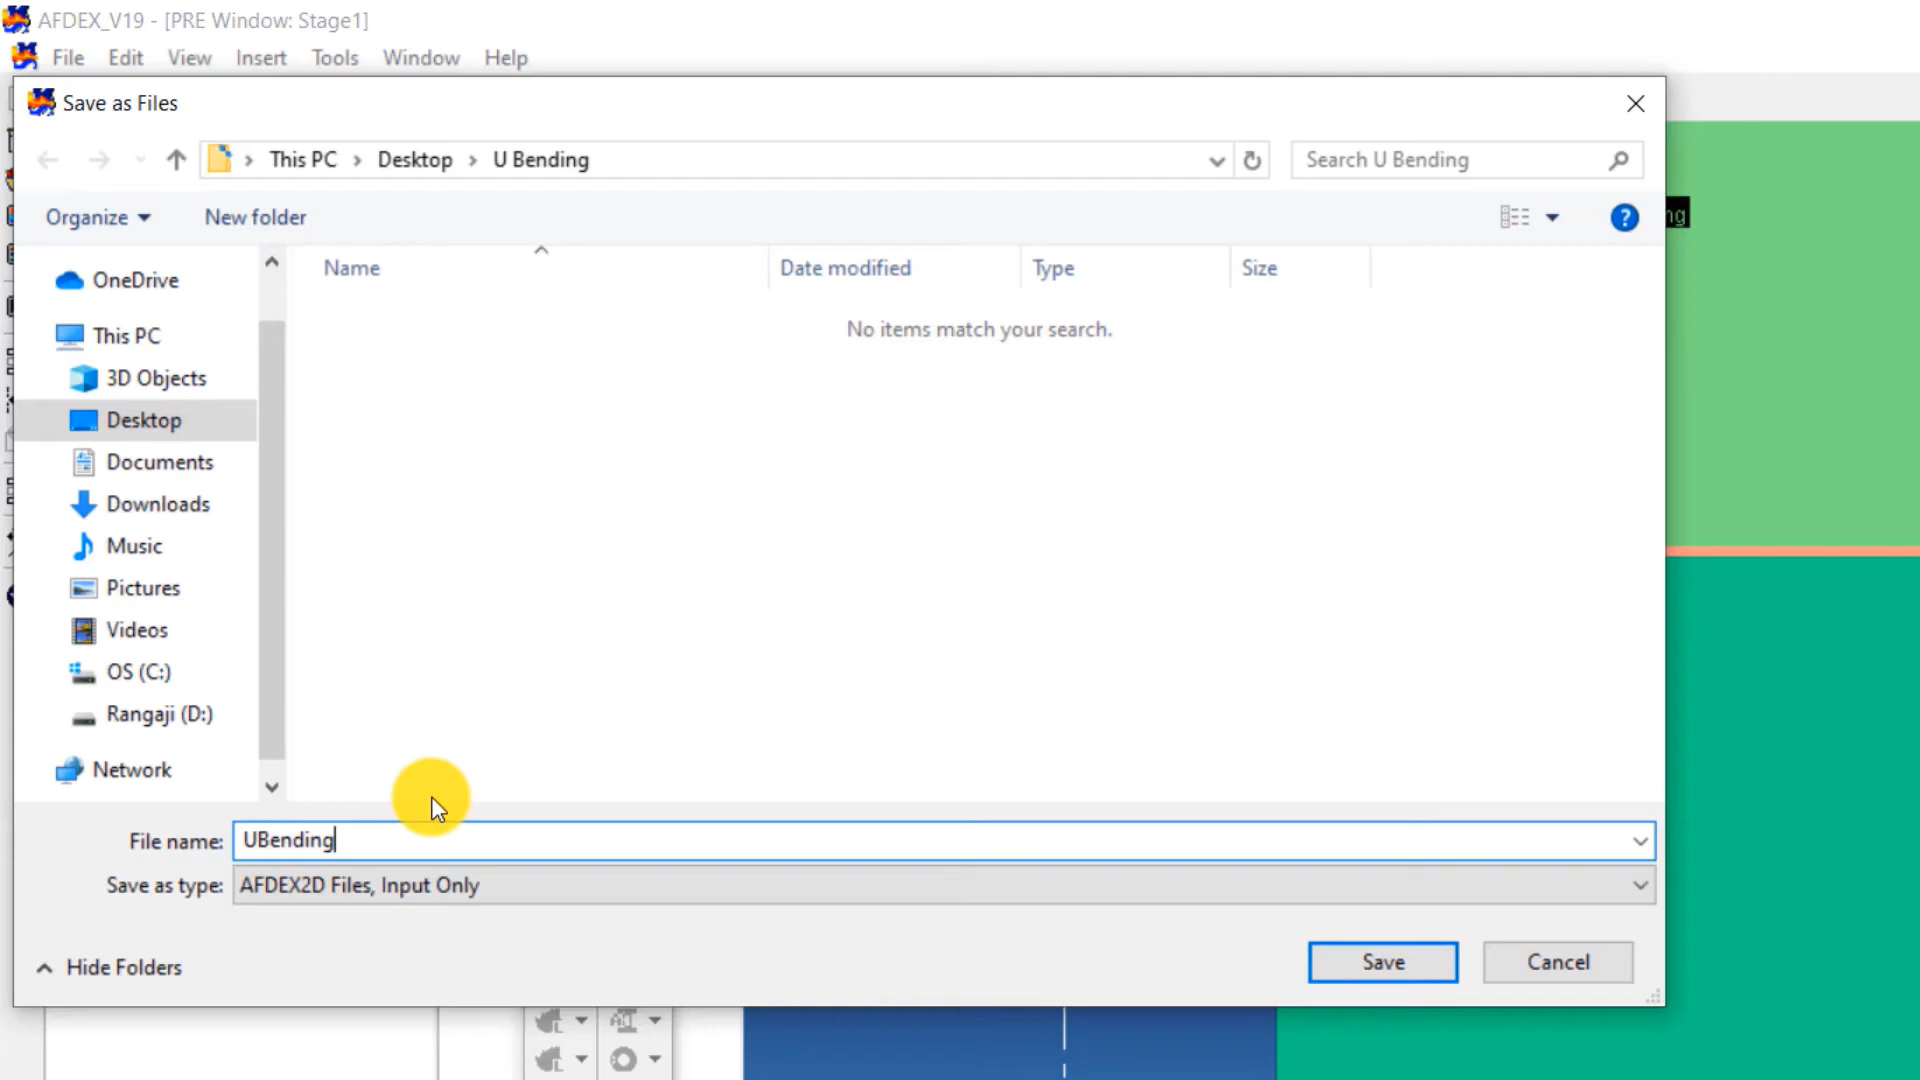 AFDEX_V19 - [PRE Window: Stage1]
File Edit View Insert Tools Window Help
Save as Files
This PC > Desktop > U Bending
Search U Bending
Organize New folder
ng
Name Date modified Type Size
No items match your search.
OneDrive
This PC
3D Objects
Desktop
Documents
Downloads
Music
Pictures
Videos
OS (C:)
Rangaji (D:)
Network
File name: UBending
Save as type: AFDEX2D Files, Input Only
Hide Folders
Save Cancel